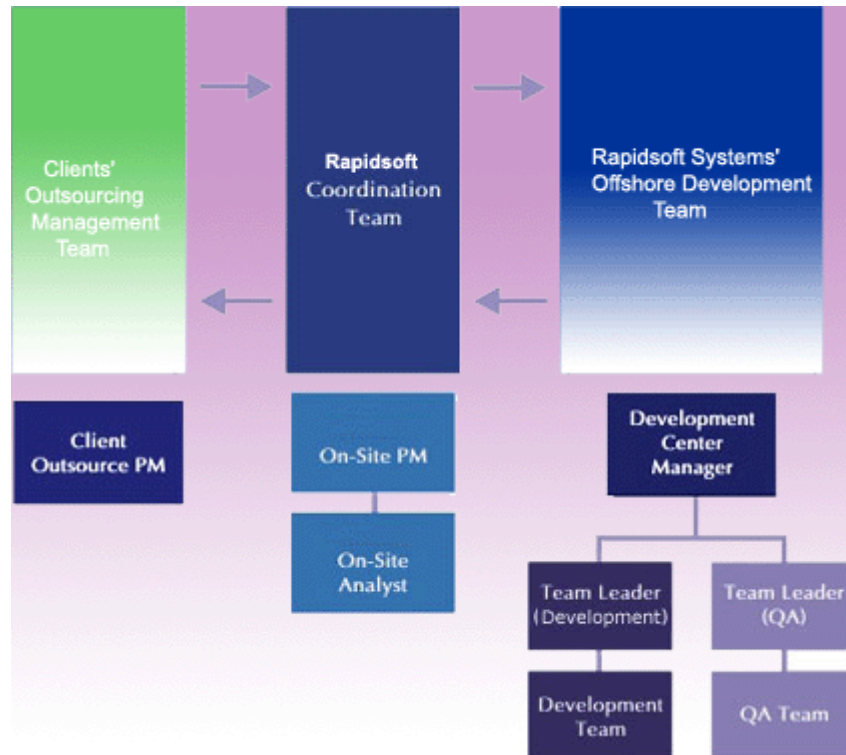 Clients'
Outsourcing
Management
Team
Rapidsoft
Coordination
Team
Rapidsoft Systems'
Offshore Development
Team
Client
Outsource PM
On-Site PM
On-Site
Analyst
Development
Center
Manager
Team Leader
(Development)
Team Leader
(QA)
Development
Team
QA Team